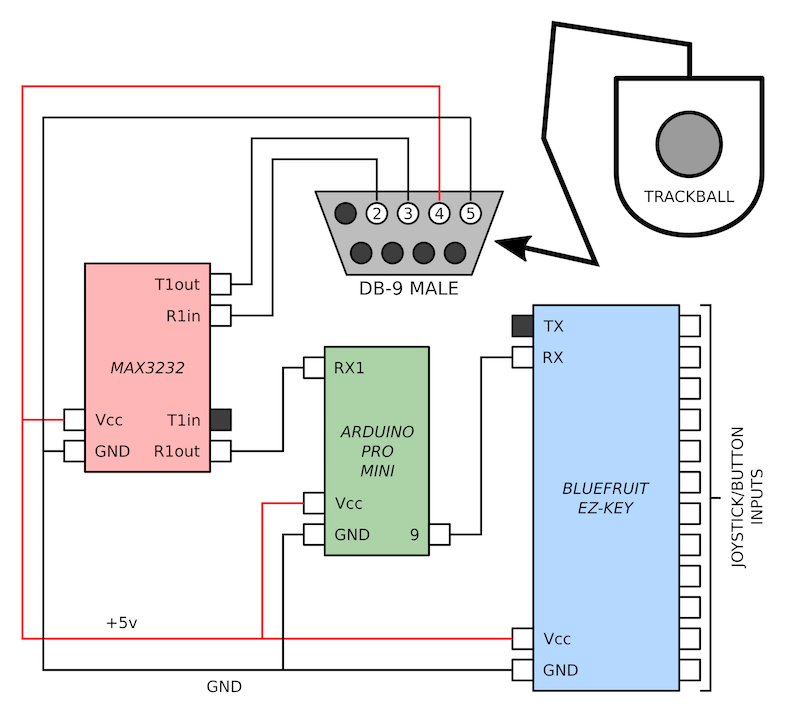 TRACKBALL
2 3 4 5
DB-9 MALE
T1out
R1in
MAX3232
Vcc
T1in
GND
R1out
RX1
ARDUINO
PRO
MINI
Vcc
GND
9
TX
RX
BLUEFRUIT
EZ-KEY
Vcc
GND
JOYSTICK/BUTTON
INPUTS
+5v
GND